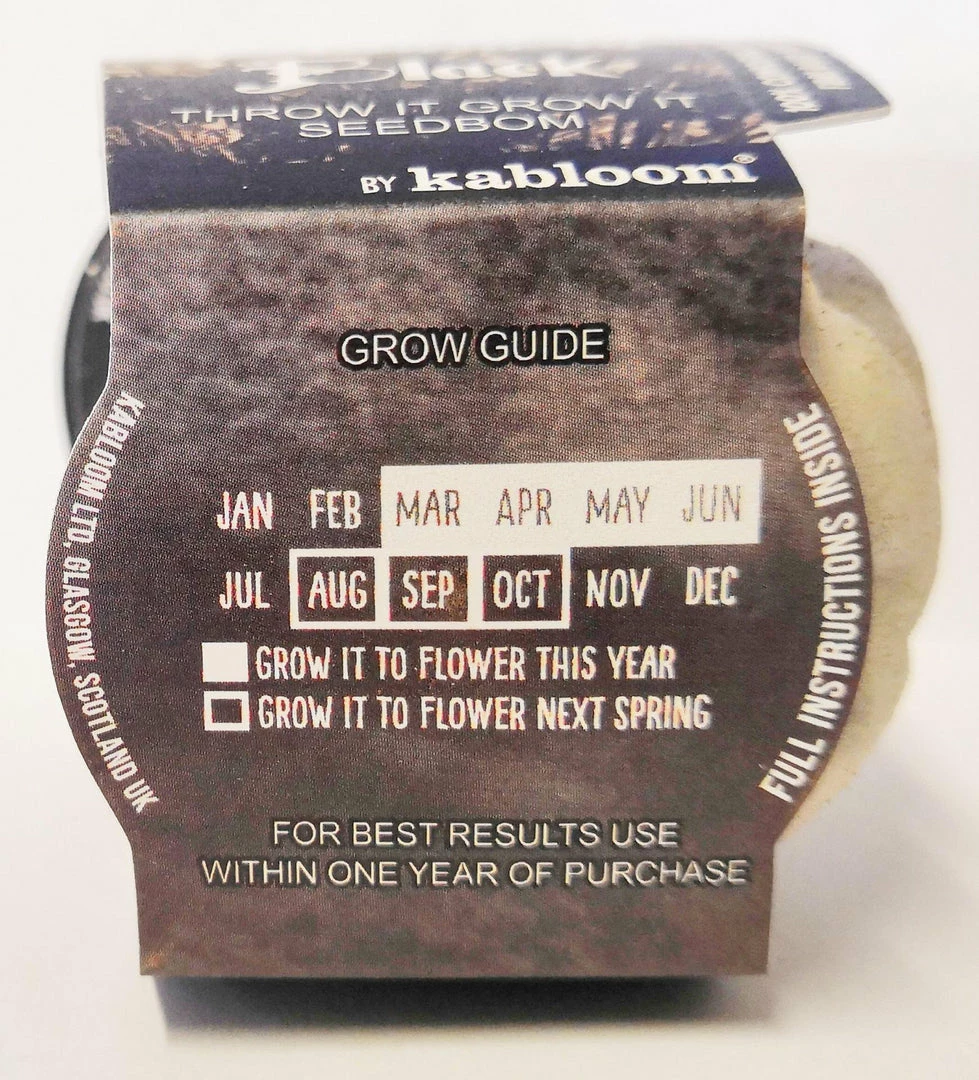 Black
THROW IT GROW IT
SEEDBOM
BY kabloom®
GROW GUIDE
JAN FEB MAR APR MAY JUN
JUL AUG SEP OCT NOV DEC
GROW IT TO FLOWER THIS YEAR
GROW IT TO FLOWER NEXT SPRING
FOR BEST RESULTS USE
WITHIN ONE YEAR OF PURCHASE
KABLOOM LTD, GLASGOW, SCOTLAND UK
FULL INSTRUCTIONS INSIDE